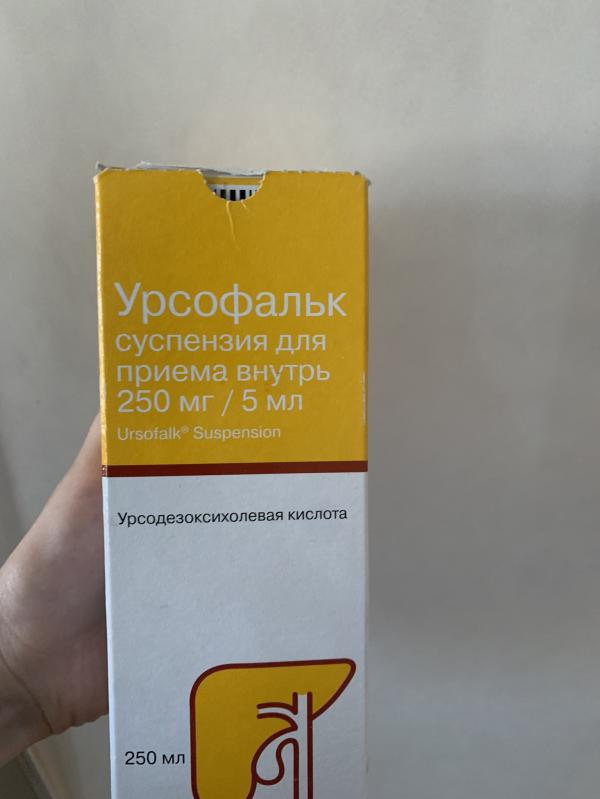 Урсофальк
суспензия для
приема внутрь
250 мг / 5 мл
Ursofalk® Suspension
Урсодезоксихолевая кислота
250 мл